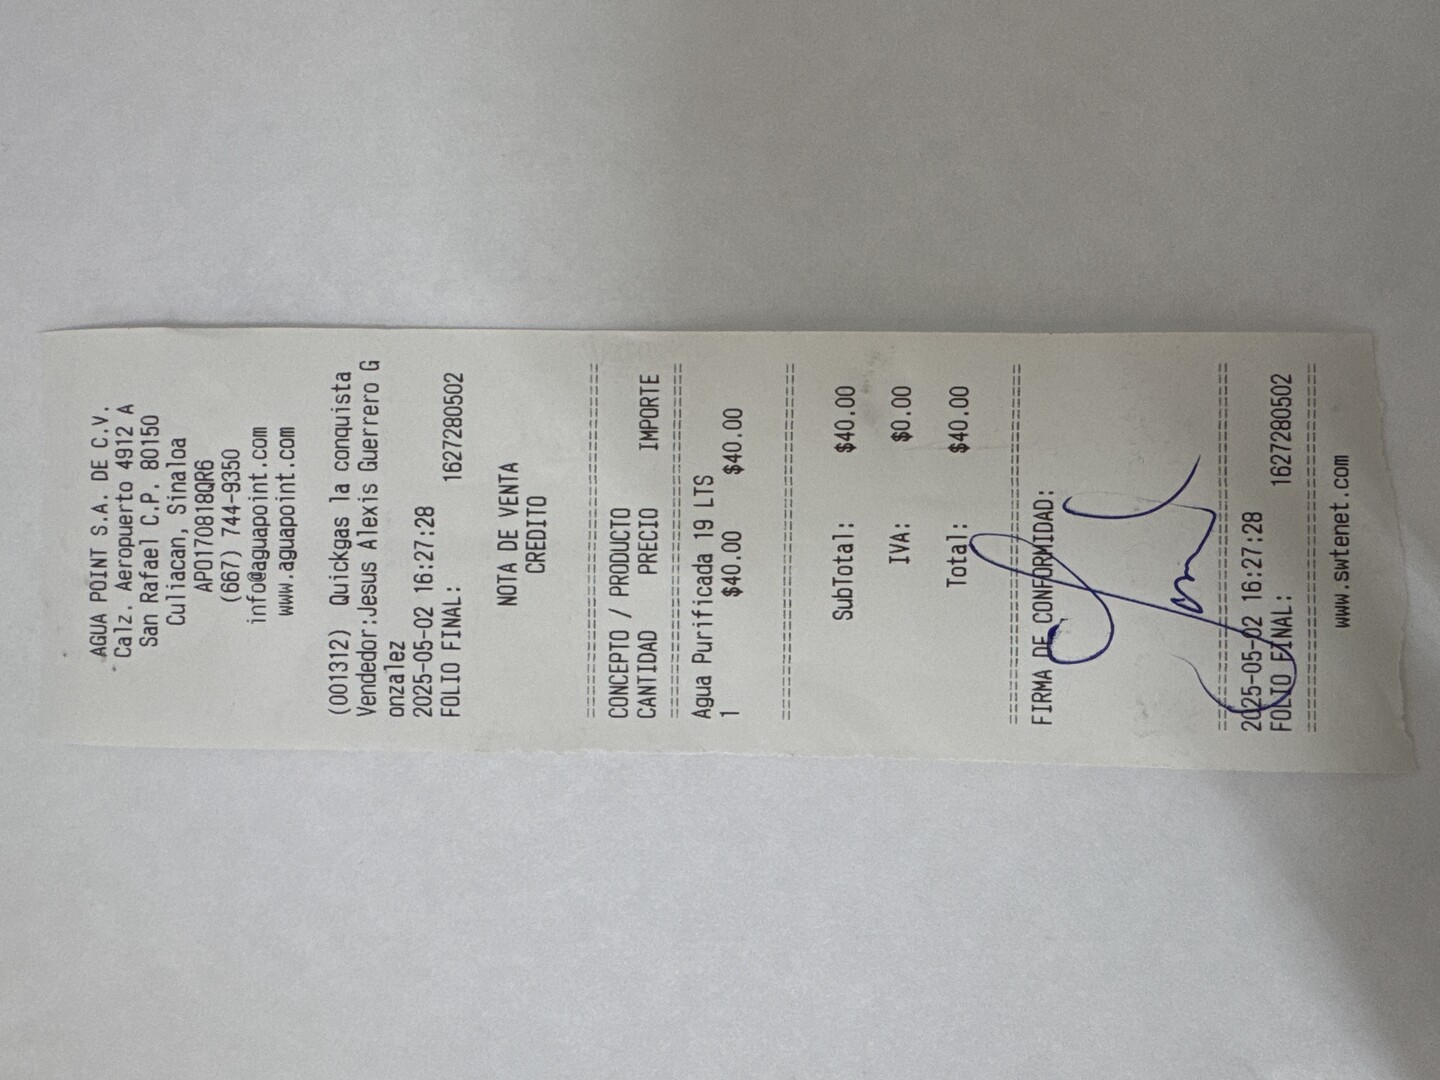 AGUA POINT S.A. DE C.V.
Calz. Aeropuerto 4912 A
San Rafael C.P. 80150
Culiacan, Sinaloa
APO170818QR6
(667) 744-9350
info@aguapoint.com
www.aguapoint.com
(001312) Quickgas la conquista
Vendedor:Jesus Alexis Guerrero G
onzalez
2025-05-02 16:27:28
FOLIO FINAL: 1627280502
NOTA DE VENTA
CREDITO
================================
CONCEPTO / PRODUCTO
CANTIDAD PRECIO IMPORTE
================================
Agua Purificada 19 LTS
1 $40.00 $40.00
================================
SubTotal: $40.00
IVA: $0.00
Total: $40.00
================================
FIRMA DE CONFORMIDAD:
================================
2025-05-02 16:27:28
FOLIO FINAL: 1627280502
================================
www.swtenet.com